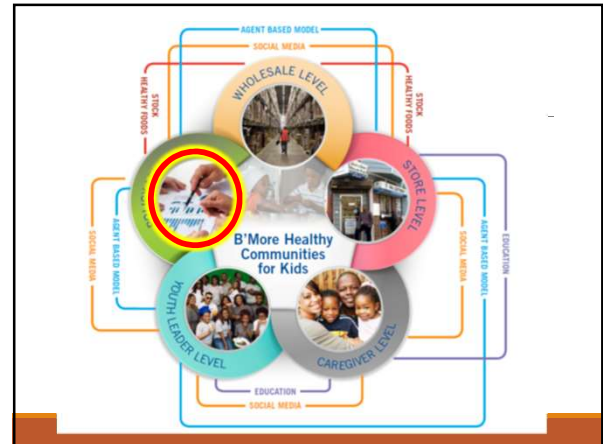 AGENT BASED MODEL
SOCIAL MEDIA
STOCK
HEALTHY FOODS
STOCK
HEALTHY FOODS
WHOLESALE LEVEL
STORE LEVEL
B'More Healthy
Communities
for Kids
SOCIAL MEDIA
AGENT BASED MODEL
SOCIAL MEDIA
AGENT BASED MODEL
EDUCATION
YOUTH LEADER LEVEL
CAREGIVER LEVEL
EDUCATION
SOCIAL MEDIA